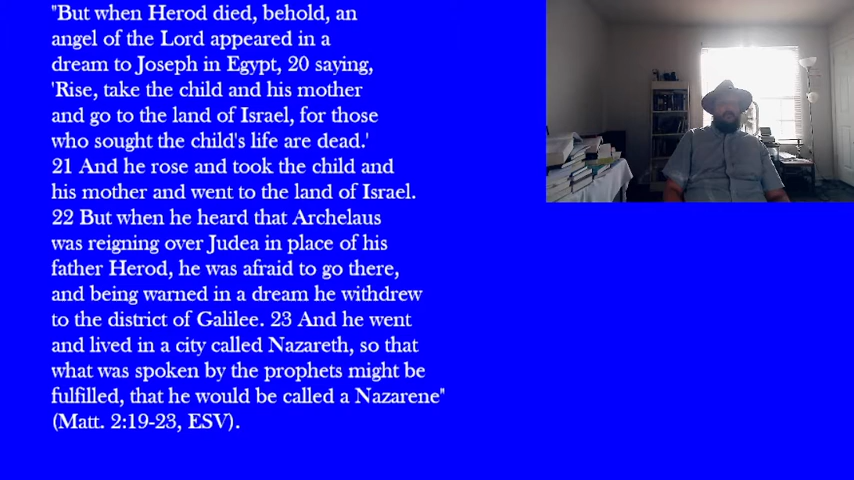 "But when Herod died, behold, an
angel of the Lord appeared in a
dream to Joseph in Egypt, 20 saying,
'Rise, take the child and his mother
and go to the land of Israel, for those
who sought the child's life are dead.'
21 And he rose and took the child and
his mother and went to the land of Israel.
22 But when he heard that Archelaus
was reigning over Judea in place of his
father Herod, he was afraid to go there,
and being warned in a dream he withdrew
to the district of Galilee. 23 And he went
and lived in a city called Nazareth, so that
what was spoken by the prophets might be
fulfilled, that he would be called a Nazarene"
(Matt. 2:19-23, ESV).